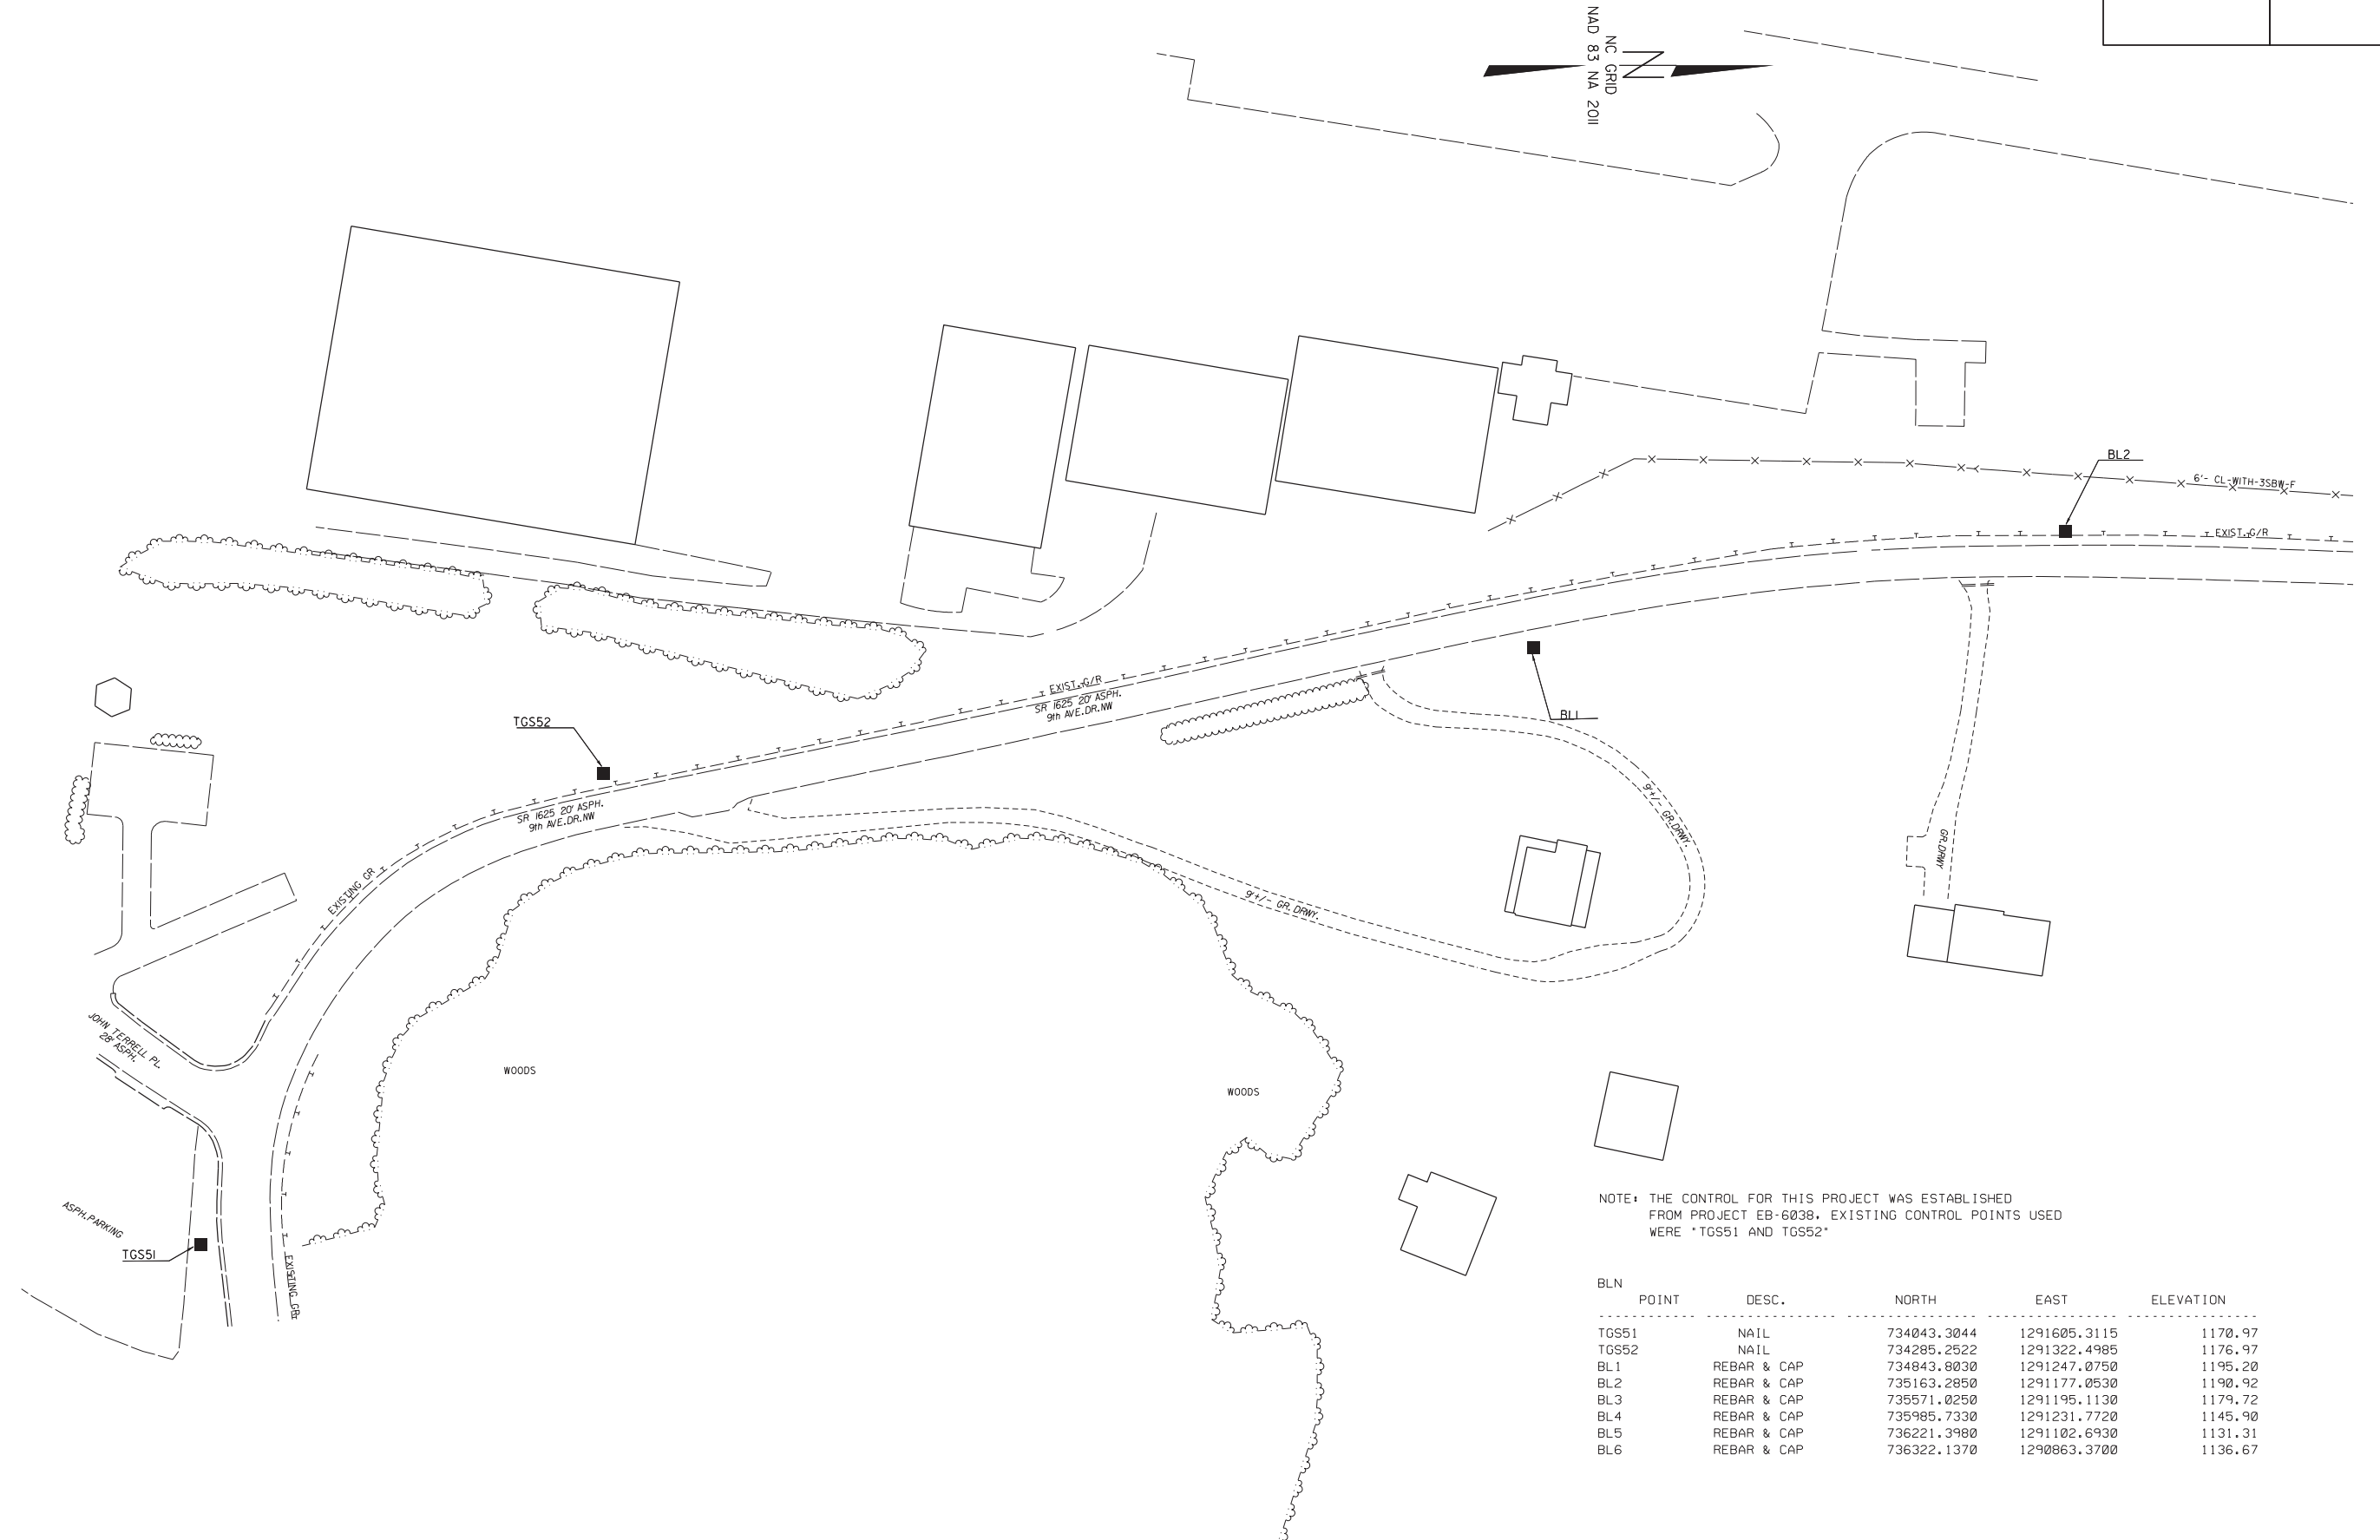 NC GRID
NAD 83 NA 2011
BL2
6'- CL-WITH-3SBW-F
EXIST.G/R
EXIST.G/R
SR 1625 20' ASPH.
9th AVE.DR.NW
BL1
TGS52
SR 1625 20' ASPH.
9th AVE.DR.NW
9'+/- GR.DRWY.
GR.DRWY
EXISTING GR
9'+/- GR.DRWY.
JOHN TERRELL PL.
28' ASPH.
WOODS
WOODS
ASPH.PARKING
TGS51
EXISTING GR
NOTE: THE CONTROL FOR THIS PROJECT WAS ESTABLISHED
FROM PROJECT EB-6038. EXISTING CONTROL POINTS USED
WERE "TGS51 AND TGS52"
BLN
POINT DESC. NORTH EAST ELEVATION
TGS51 NAIL 734043.3044 1291605.3115 1170.97
TGS52 NAIL 734285.2522 1291322.4985 1176.97
BL1 REBAR & CAP 734843.8030 1291247.0750 1195.20
BL2 REBAR & CAP 735163.2850 1291177.0530 1190.92
BL3 REBAR & CAP 735571.0250 1291195.1130 1179.72
BL4 REBAR & CAP 735985.7330 1291231.7720 1145.90
BL5 REBAR & CAP 736221.3980 1291102.6930 1131.31
BL6 REBAR & CAP 736322.1370 1290863.3700 1136.67